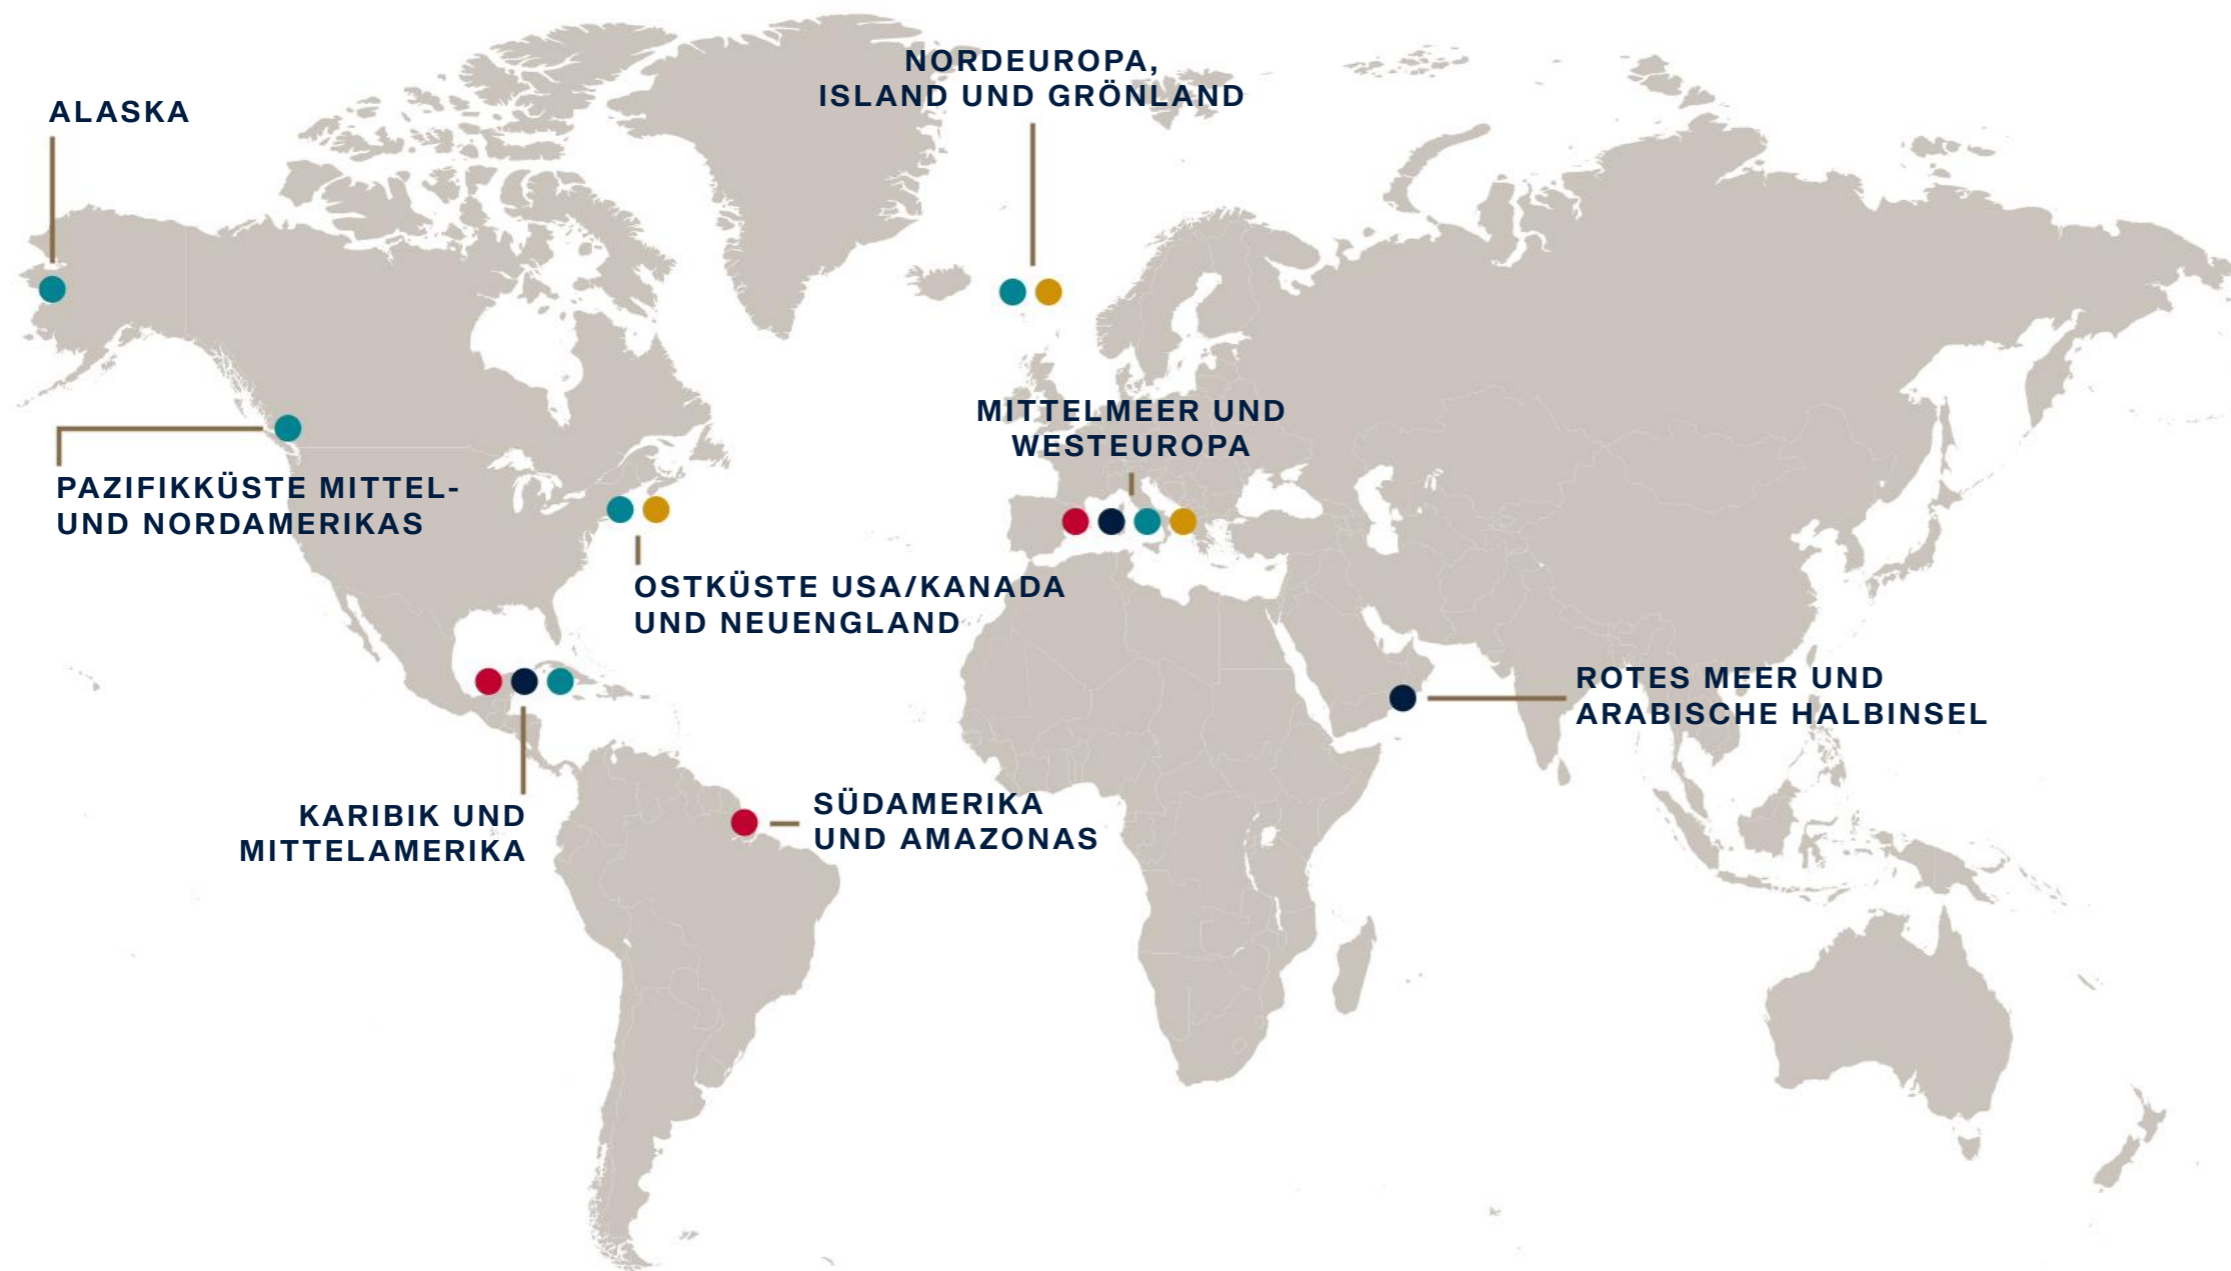 NORDEUROPA,
ISLAND UND GRÖNLAND
ALASKA
MITTELMEER UND
WESTEUROPA
PAZIFIKKÜSTE MITTEL-
UND NORDAMERIKAS
OSTKÜSTE USA/KANADA
UND NEUENGLAND
ROTES MEER UND
ARABISCHE HALBINSEL
KARIBIK UND
MITTELAMERIKA
SÜDAMERIKA
UND AMAZONAS